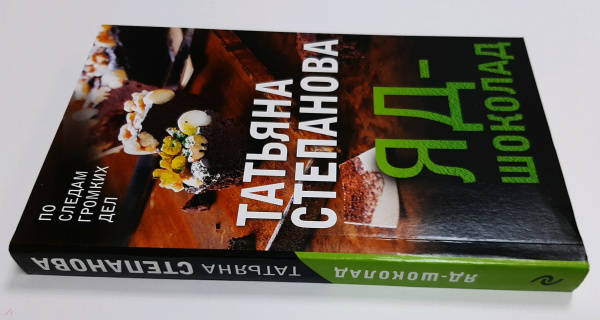 ТАТЬЯНА
СТЕПАНОВА
ЯД-
ШОКОЛАД
ПО
СЛЕДАМ
ГРОМКИХ
ДЕЛ
ТАТЬЯНА СТЕПАНОВА
ЯД-ШОКОЛАД